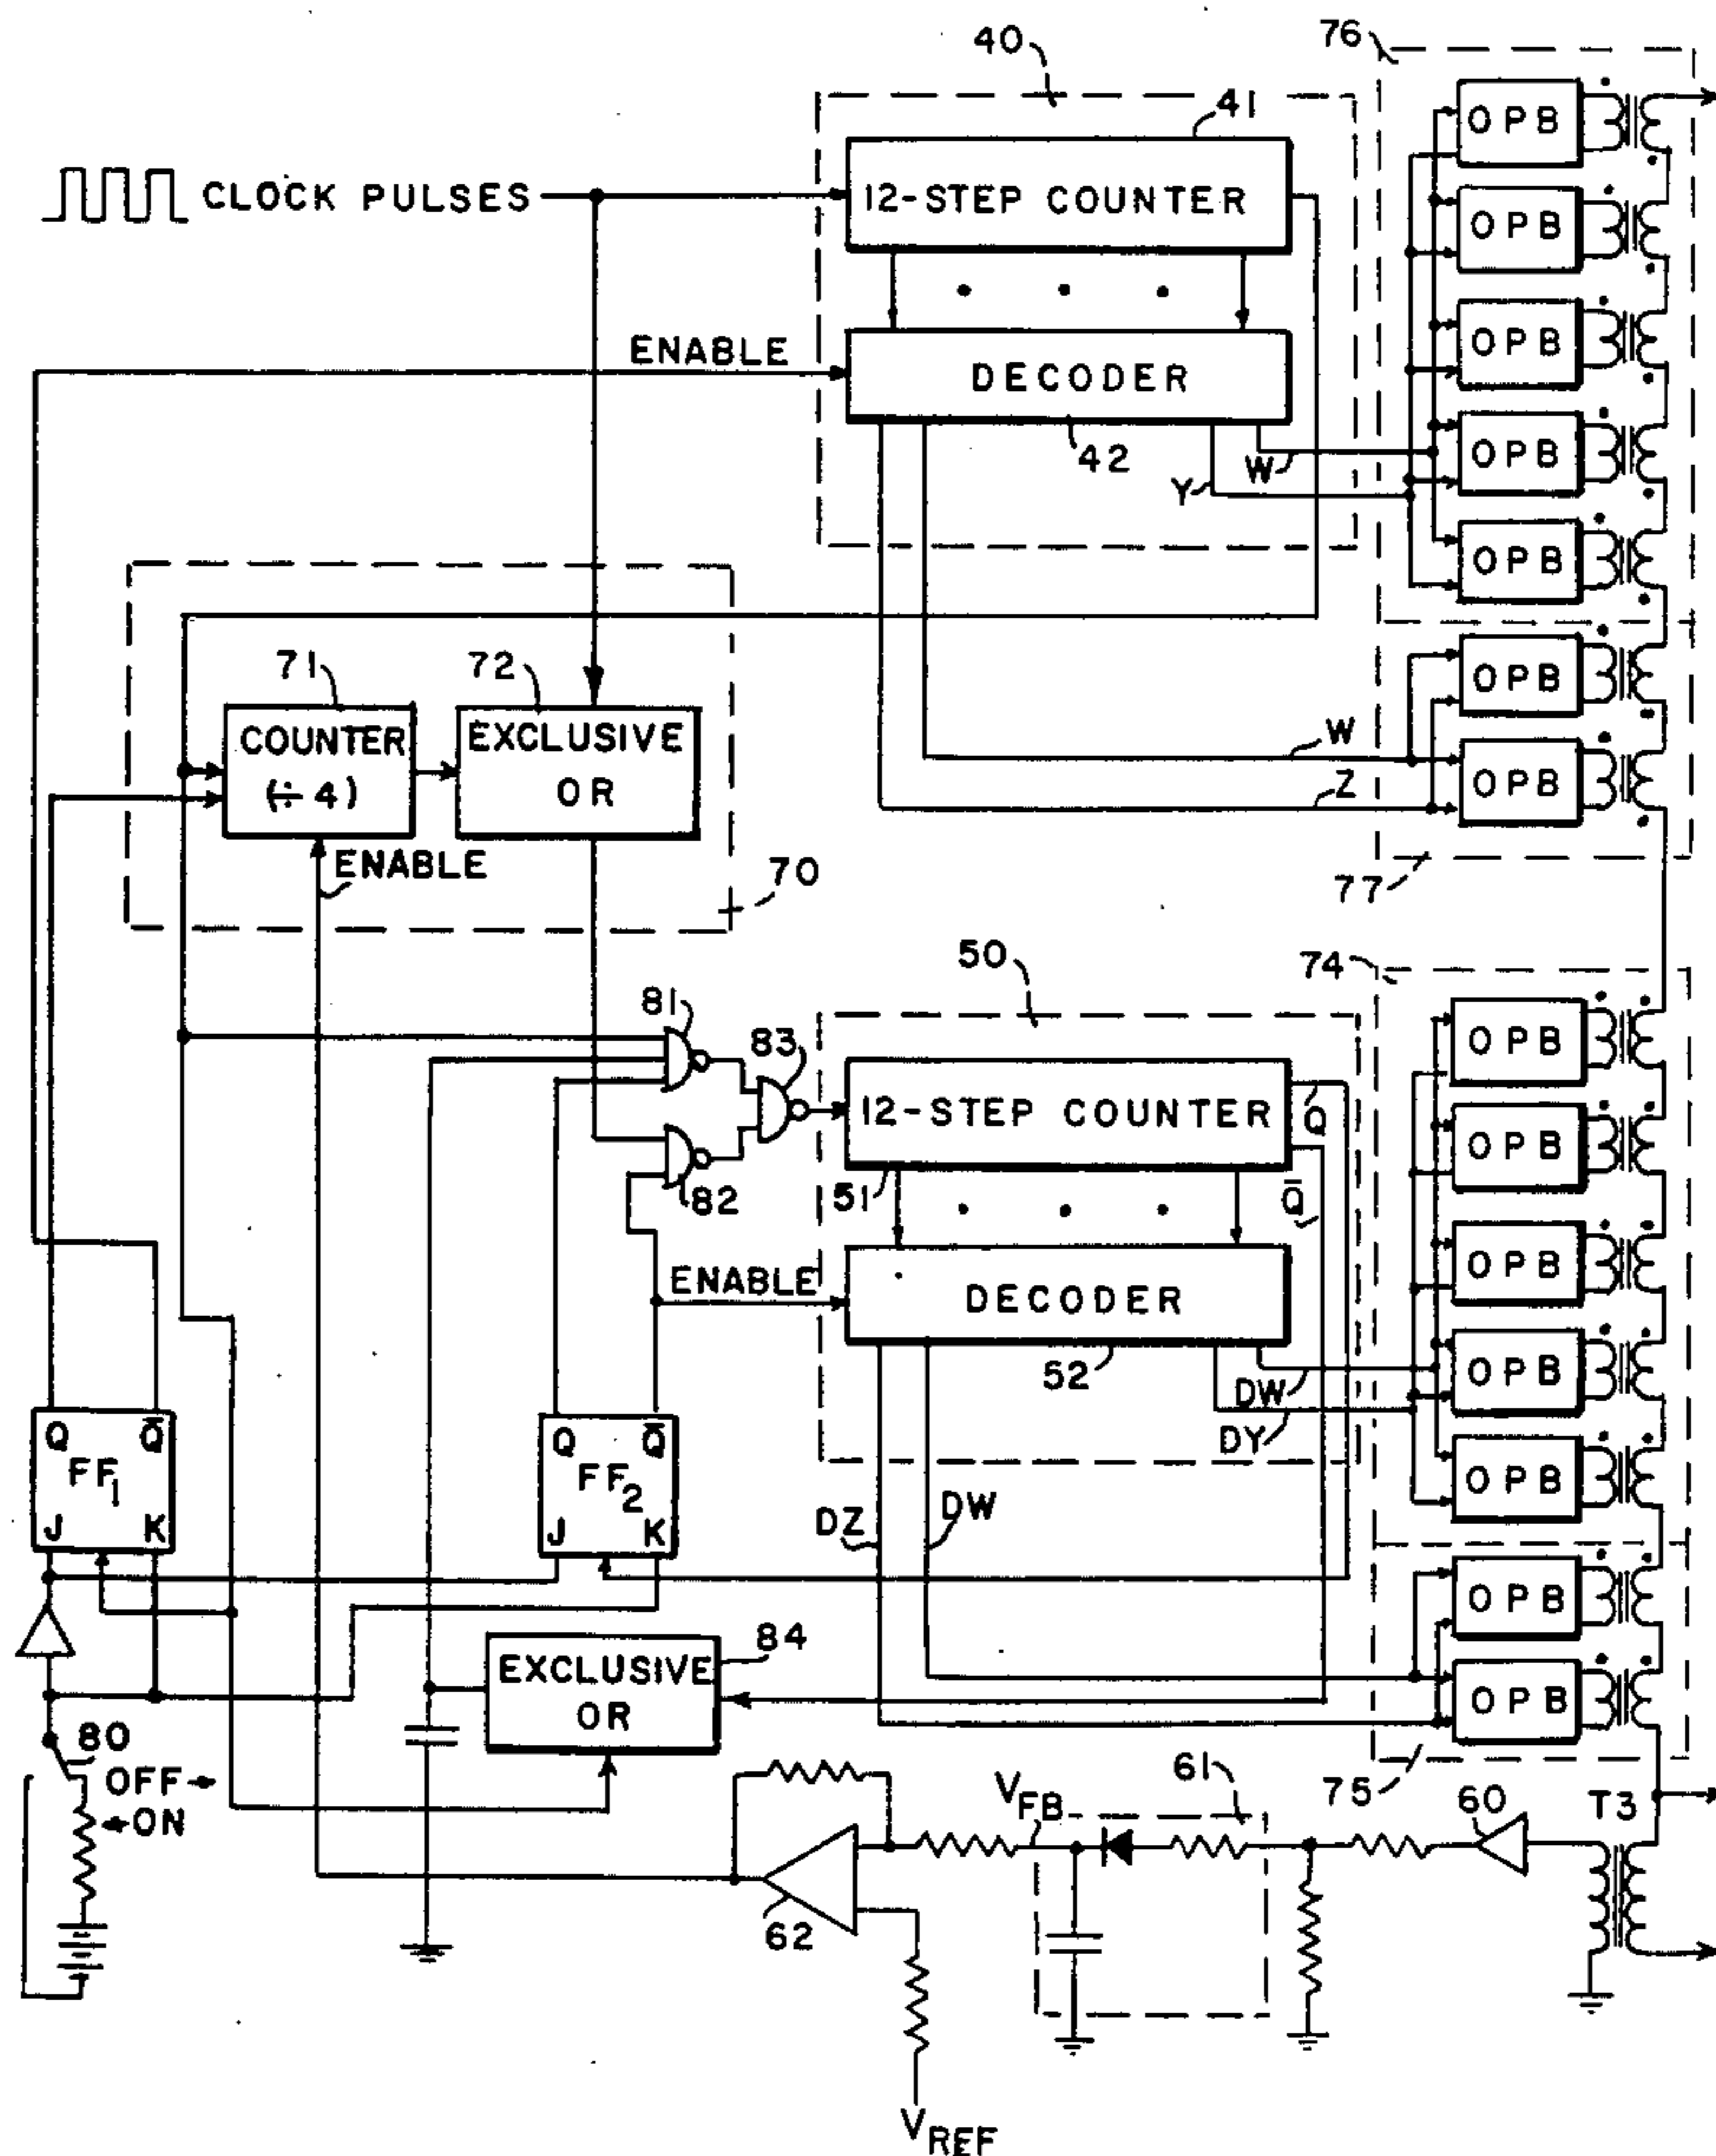 40
76
41
OPB
CLOCK PULSES
12-STEP COUNTER
OPB
ENABLE
OPB
DECODER
42
W
OPB
Y
OPB
71
72
OPB
COUNTER
(÷4)
EXCLUSIVE
OR
W
Z
OPB
ENABLE
70
77
50
74
81
83
OPB
12-STEP COUNTER
Q
OPB
82
51
Q̅
ENABLE
OPB
DECODER
52
DW
OPB
DY
Q Q̅
FF1
J K
Q Q̅
FF2
J K
OPB
DZ
DW
OPB
84
EXCLUSIVE
OR
OPB
80
OFF
ON
VFB
61
75
60
T3
62
VREF